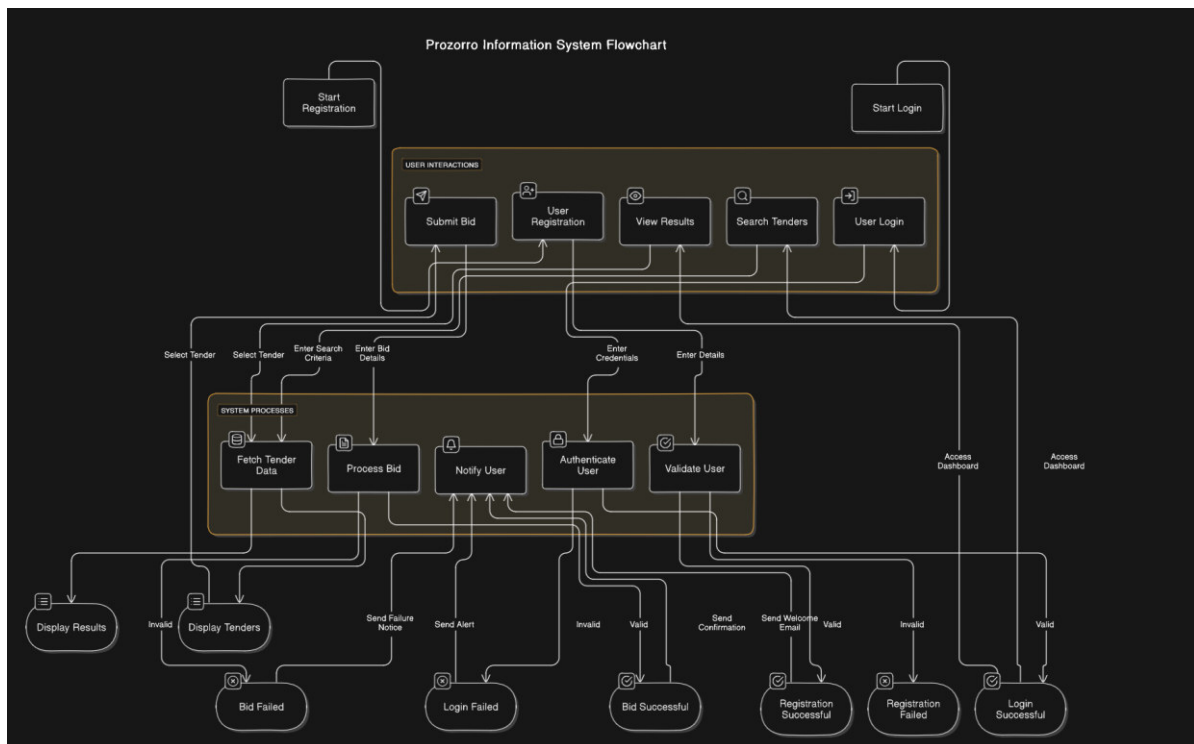 Prozorro Information System Flowchart
Start
Registration
Start Login
USER INTERACTIONS
Submit Bid
User
Registration
View Results
Search Tenders
User Login
Select Tender
Select Tender
Enter Search
Criteria
Enter Bid
Details
Enter
Credentials
Enter Details
SYSTEM PROCESSES
Fetch Tender
Data
Process Bid
Notify User
Authenticate
User
Validate User
Access
Dashboard
Access
Dashboard
Display Results
Invalid
Display Tenders
Send Failure
Notice
Send Alert
Invalid
Valid
Send
Confirmation
Send Welcome
Email
Valid
Invalid
Valid
Bid Failed
Login Failed
Bid Successful
Registration
Successful
Registration
Failed
Login
Successful